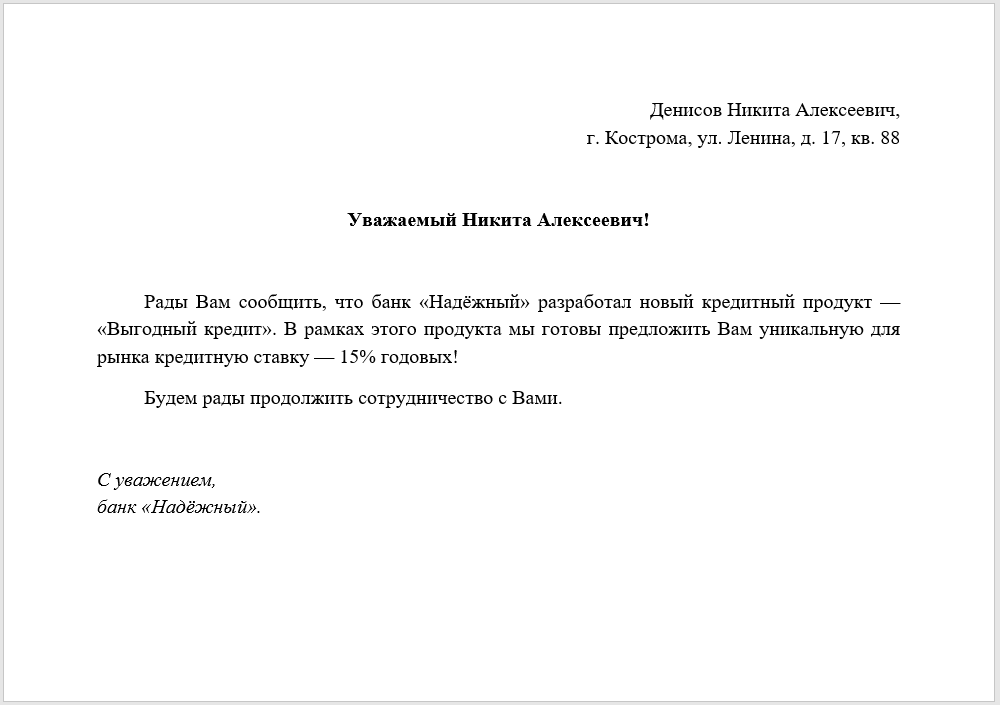 Денисов Никита Алексеевич,
г. Кострома, ул. Ленина, д. 17, кв. 88
Уважаемый Никита Алексеевич!
Рады Вам сообщить, что банк «Надёжный» разработал новый кредитный продукт —
«Выгодный кредит». В рамках этого продукта мы готовы предложить Вам уникальную для
рынка кредитную ставку — 15% годовых!
Будем рады продолжить сотрудничество с Вами.
С уважением,
банк «Надёжный».